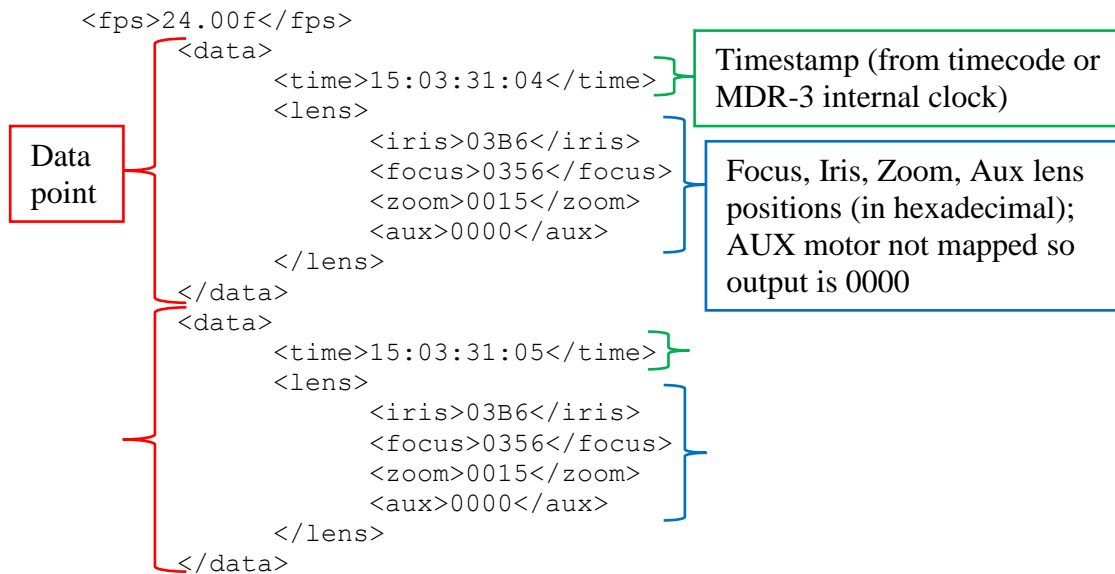 <fps>24.00f</fps>
<data>
<time>15:03:31:04</time>
<lens>
<iris>03B6</iris>
<focus>0356</focus>
<zoom>0015</zoom>
<aux>0000</aux>
</lens>
</data>
<data>
<time>15:03:31:05</time>
<lens>
<iris>03B6</iris>
<focus>0356</focus>
<zoom>0015</zoom>
<aux>0000</aux>
</lens>
</data>
Data
point
Timestamp (from timecode or
MDR-3 internal clock)
Focus, Iris, Zoom, Aux lens
positions (in hexadecimal);
AUX motor not mapped so
output is 0000